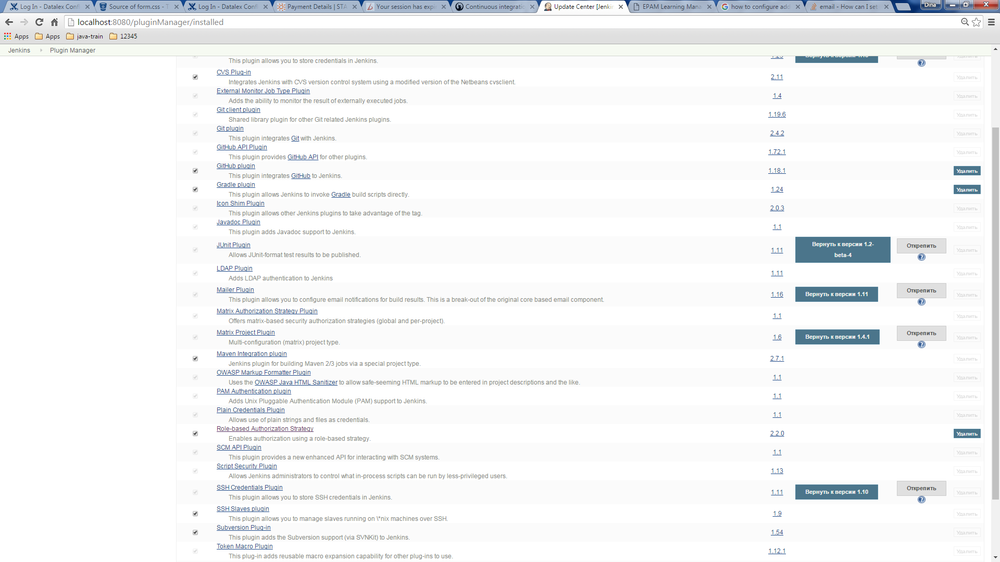 Log In - Datalex Confl
Source of form.css - T
Log In - Datalex Confl
Payment Details | STA
Your session has expir
Continuous integratio
Update Center [Jenkin
EPAM Learning Mana
how to configure add
email - How can I set
Dina
localhost:8080/pluginManager/installed
Apps Apps java-train 12345
Jenkins Plugin Manager
This plugin allows you to store credentials in Jenkins.
CVS Plug-in
Integrates Jenkins with CVS version control system using a modified version of the Netbeans cvsclient.
2.11 Удалить
External Monitor Job Type Plugin
Adds the ability to monitor the result of externally executed jobs.
1.4 Удалить
Git client plugin
Shared library plugin for other Git related Jenkins plugins.
1.19.6 Удалить
Git plugin
This plugin integrates Git with Jenkins.
2.4.2 Удалить
GitHub API Plugin
This plugin provides GitHub API for other plugins.
1.72.1 Удалить
GitHub plugin
This plugin integrates GitHub to Jenkins.
1.18.1 Удалить
Gradle plugin
This plugin allows Jenkins to invoke Gradle build scripts directly.
1.24 Удалить
Icon Shim Plugin
This plugin allows other Jenkins plugins to take advantage of the tag.
2.0.3 Удалить
Javadoc Plugin
This plugin adds Javadoc support to Jenkins.
1.1 Удалить
JUnit Plugin
Allows JUnit-format test results to be published.
1.11 Вернуть к версии 1.2-
beta-4
Открепить Удалить
LDAP Plugin
Adds LDAP authentication to Jenkins
1.11 Удалить
Mailer Plugin
This plugin allows you to configure email notifications for build results. This is a break-out of the original core based email component.
1.16 Вернуть к версии 1.11 Открепить Удалить
Matrix Authorization Strategy Plugin
Offers matrix-based security authorization strategies (global and per-project).
1.1 Удалить
Matrix Project Plugin
Multi-configuration (matrix) project type.
1.6 Вернуть к версии 1.4.1 Открепить Удалить
Maven Integration plugin
Jenkins plugin for building Maven 2/3 jobs via a special project type.
2.7.1 Удалить
OWASP Markup Formatter Plugin
Uses the OWASP Java HTML Sanitizer to allow safe-seeming HTML markup to be entered in project descriptions and the like.
1.1 Удалить
PAM Authentication plugin
Adds Unix Pluggable Authentication Module (PAM) support to Jenkins.
1.1 Удалить
Plain Credentials Plugin
Allows use of plain strings and files as credentials.
1.1 Удалить
Role-based Authorization Strategy
Enables authorization using a role-based strategy.
2.2.0 Удалить
SCM API Plugin
This plugin provides a new enhanced API for interacting with SCM systems.
1.1 Удалить
Script Security Plugin
Allows Jenkins administrators to control what in-process scripts can be run by less-privileged users.
1.13 Удалить
SSH Credentials Plugin
This plugin allows you to store SSH credentials in Jenkins.
1.11 Вернуть к версии 1.10 Открепить Удалить
SSH Slaves plugin
This plugin allows you to manage slaves running on \*nix machines over SSH.
1.9 Удалить
Subversion Plug-in
This plugin adds the Subversion support (via SVNKit) to Jenkins.
1.54 Удалить
Token Macro Plugin
This plug-in adds reusable macro expansion capability for other plug-ins to use.
1.12.1 Удалить